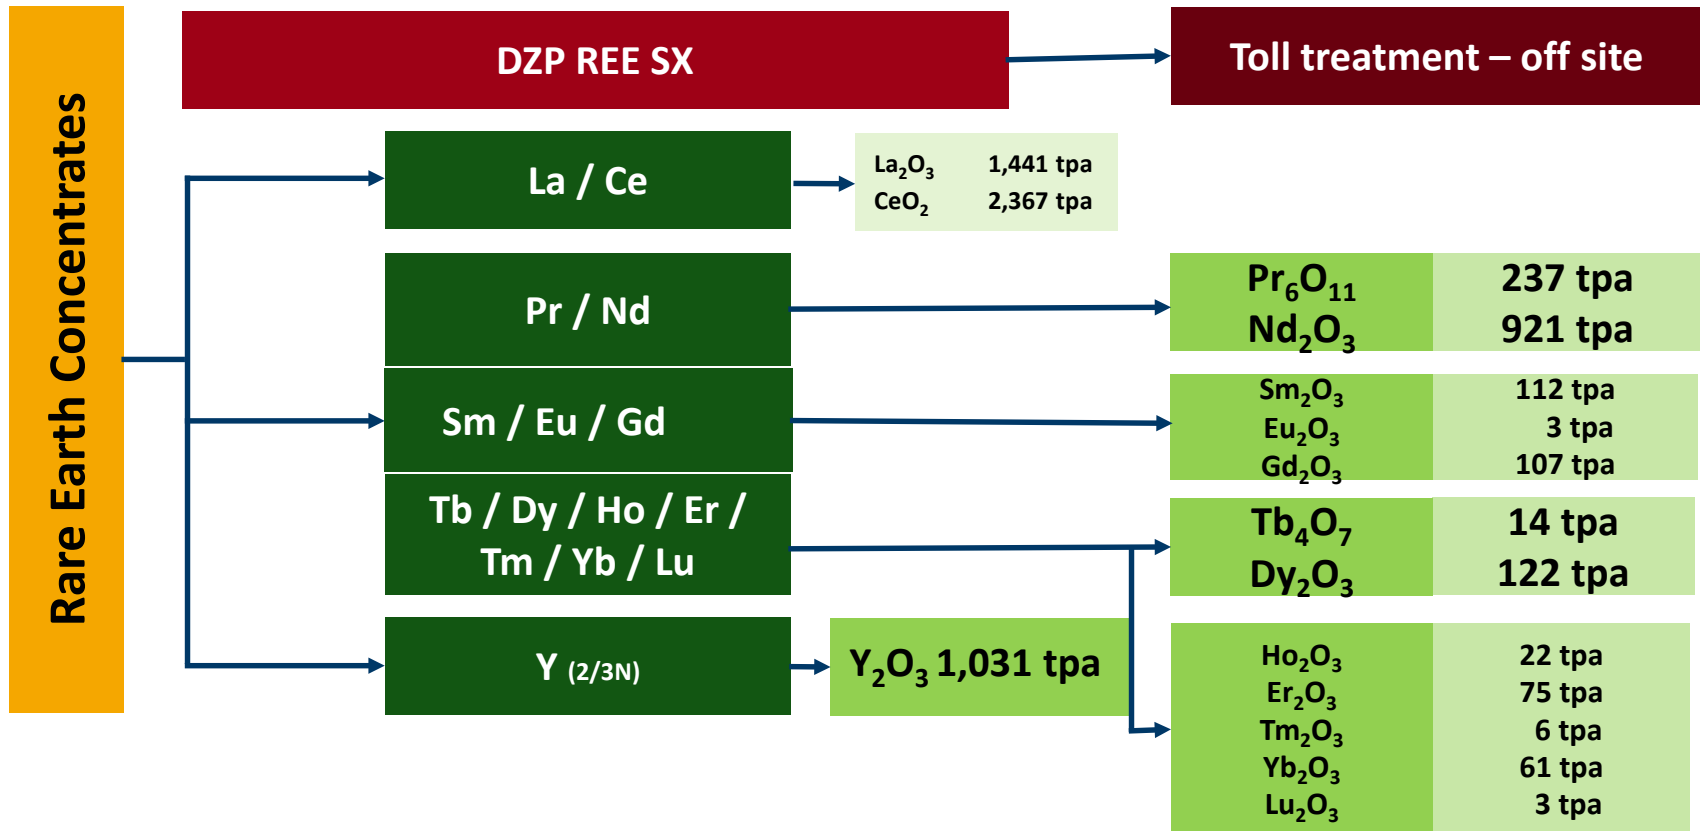 Rare Earth Concentrates
DZP REE SX
Toll treatment – off site
La / Ce
La₂O₃ 1,441 tpa
CeO₂ 2,367 tpa
Pr / Nd
Pr₆O₁₁ 237 tpa
Nd₂O₃ 921 tpa
Sm / Eu / Gd
Sm₂O₃ 112 tpa
Eu₂O₃ 3 tpa
Gd₂O₃ 107 tpa
Tb / Dy / Ho / Er /
Tm / Yb / Lu
Tb₄O₇ 14 tpa
Dy₂O₃ 122 tpa
Y (2/3N)
Y₂O₃ 1,031 tpa
Ho₂O₃ 22 tpa
Er₂O₃ 75 tpa
Tm₂O₃ 6 tpa
Yb₂O₃ 61 tpa
Lu₂O₃ 3 tpa